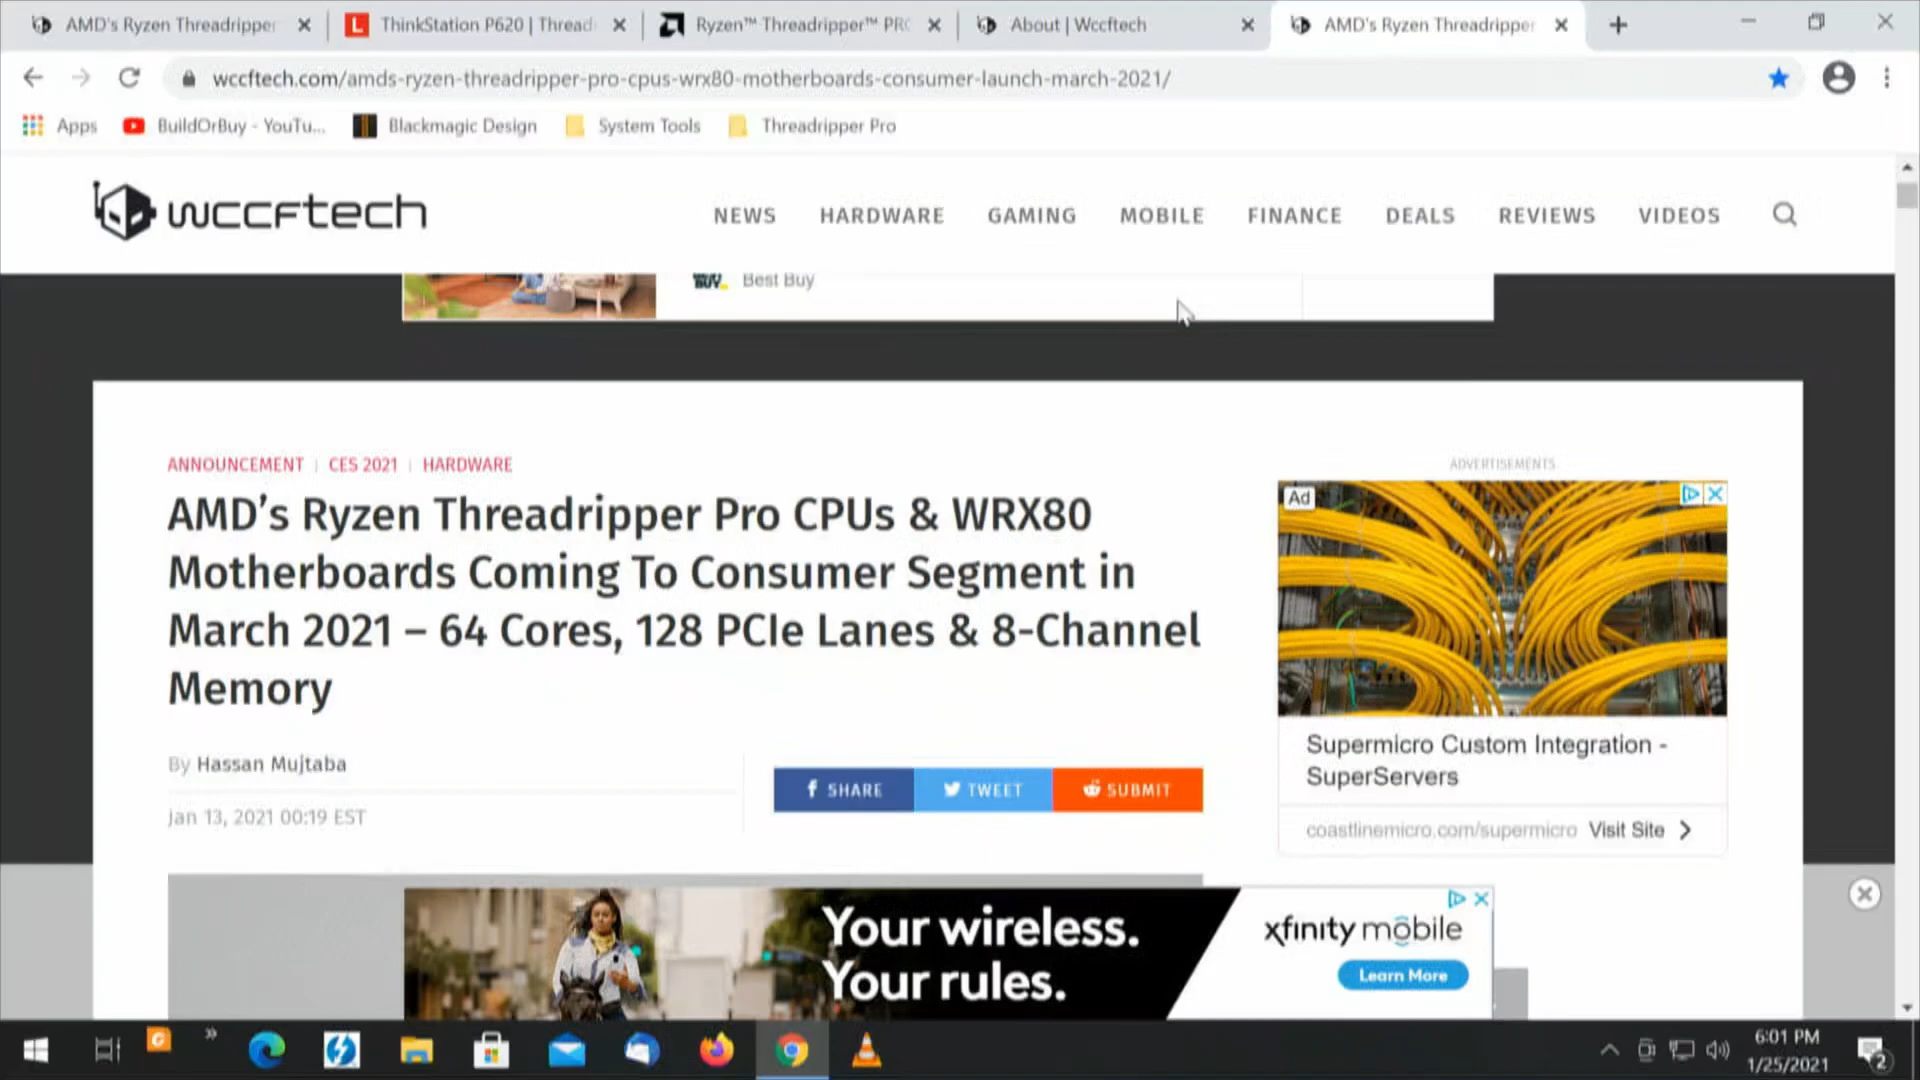 AMD's Ryzen Threadripper
ThinkStation P620 | Thread
Ryzen™ Threadripper™ PRO
About | Wccftech
AMD's Ryzen Threadripper
wccftech.com/amds-ryzen-threadripper-pro-cpus-wrx80-motherboards-consumer-launch-march-2021/
Apps
BuildOrBuy - YouTu...
Blackmagic Design
System Tools
Threadripper Pro
wccftech
NEWS
HARDWARE
GAMING
MOBILE
FINANCE
DEALS
REVIEWS
VIDEOS
BUY
Best Buy
ANNOUNCEMENT | CES 2021 | HARDWARE
AMD's Ryzen Threadripper Pro CPUs & WRX80
Motherboards Coming To Consumer Segment in
March 2021 – 64 Cores, 128 PCIe Lanes & 8-Channel
Memory
By Hassan Mujtaba
Jan 13, 2021 00:19 EST
SHARE
TWEET
SUBMIT
ADVERTISEMENTS
Ad
Supermicro Custom Integration -
SuperServers
coastlinemicro.com/supermicro Visit Site
Your wireless.
Your rules.
xfinity mobile
Learn More
6:01 PM
1/25/2021
2